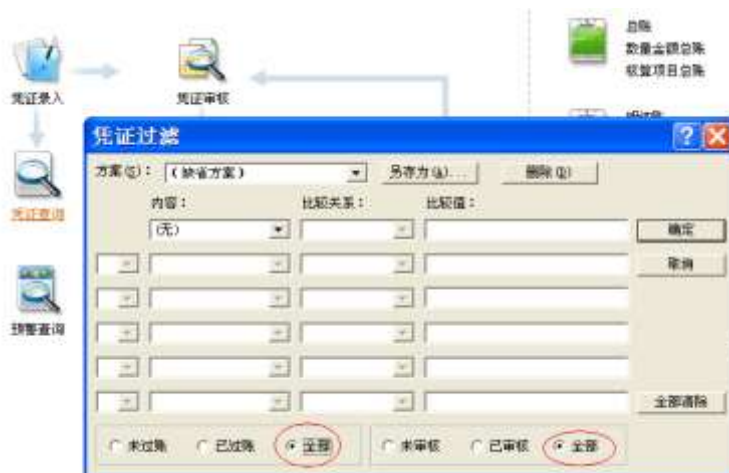 总账
数量金额总账
核算项目总账
凭证录入
凭证审核
凭证过滤
方案(S)： (缺省方案) 另存为(A)... 删除(D)
内容： 比较关系： 比较值：
(无) 确定
取消
凭证查询
预警查询
全部清除
未过账 已过账 全部 未审核 已审核 全部